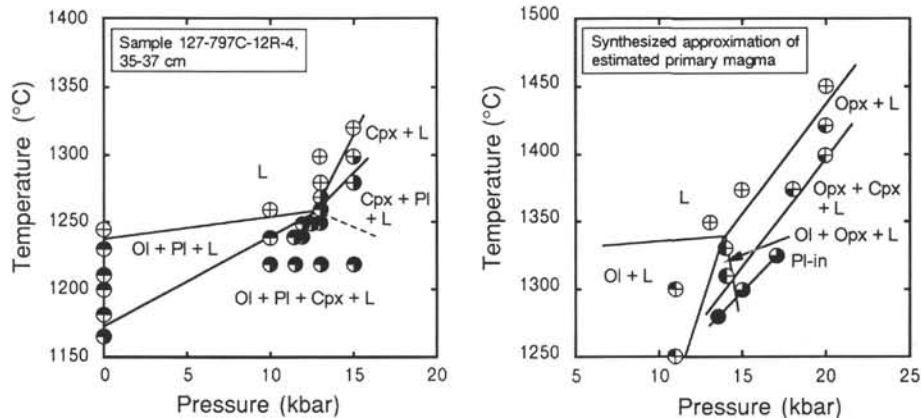 1400
Sample 127-797C-12R-4,
35-37 cm
1350
1300
1250
1200
1150
Temperature (°C)
Cpx + L
L
Cpx + Pl
+ L
Ol + Pl + L
Ol + Pl + Cpx + L
0
5
10
15
20
Pressure (kbar)
1500
Synthesized approximation of
estimated primary magma
1450
1400
1350
1300
1250
Temperature (°C)
Opx + L
L
Opx + Cpx
+ L
Ol + Opx + L
Pl-in
Ol + L
5
10
15
20
25
Pressure (kbar)